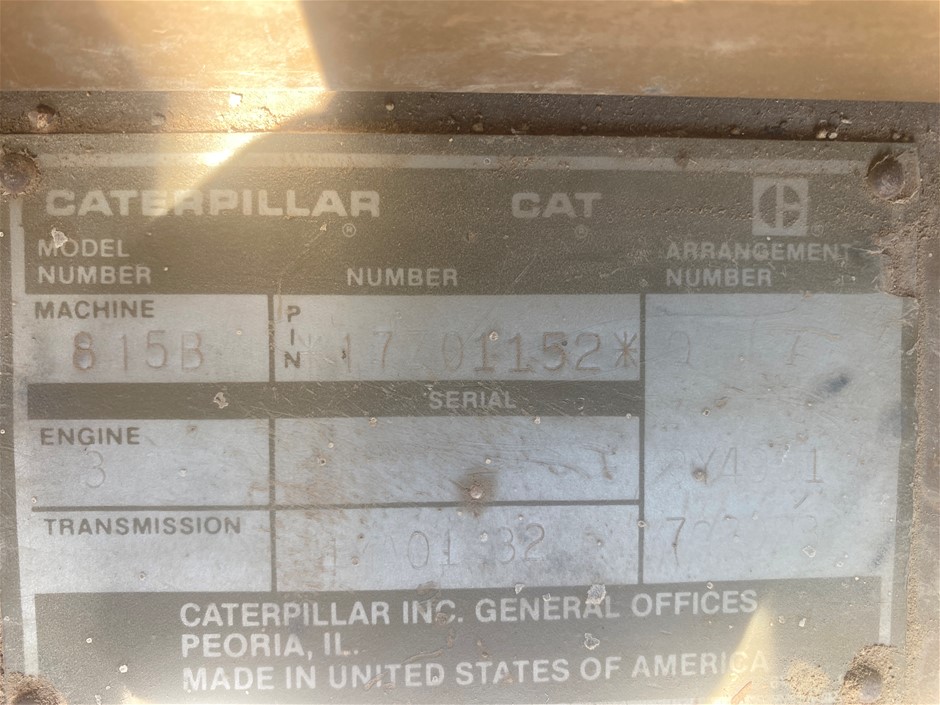 CATERPILLAR ® CAT ® ®
MODEL NUMBER
NUMBER
ARRANGEMENT NUMBER
MACHINE
815B
PIN
SERIAL
ENGINE
3
TRANSMISSION
CATERPILLAR INC. GENERAL OFFICES
PEORIA, IL.
MADE IN UNITED STATES OF AMERICA